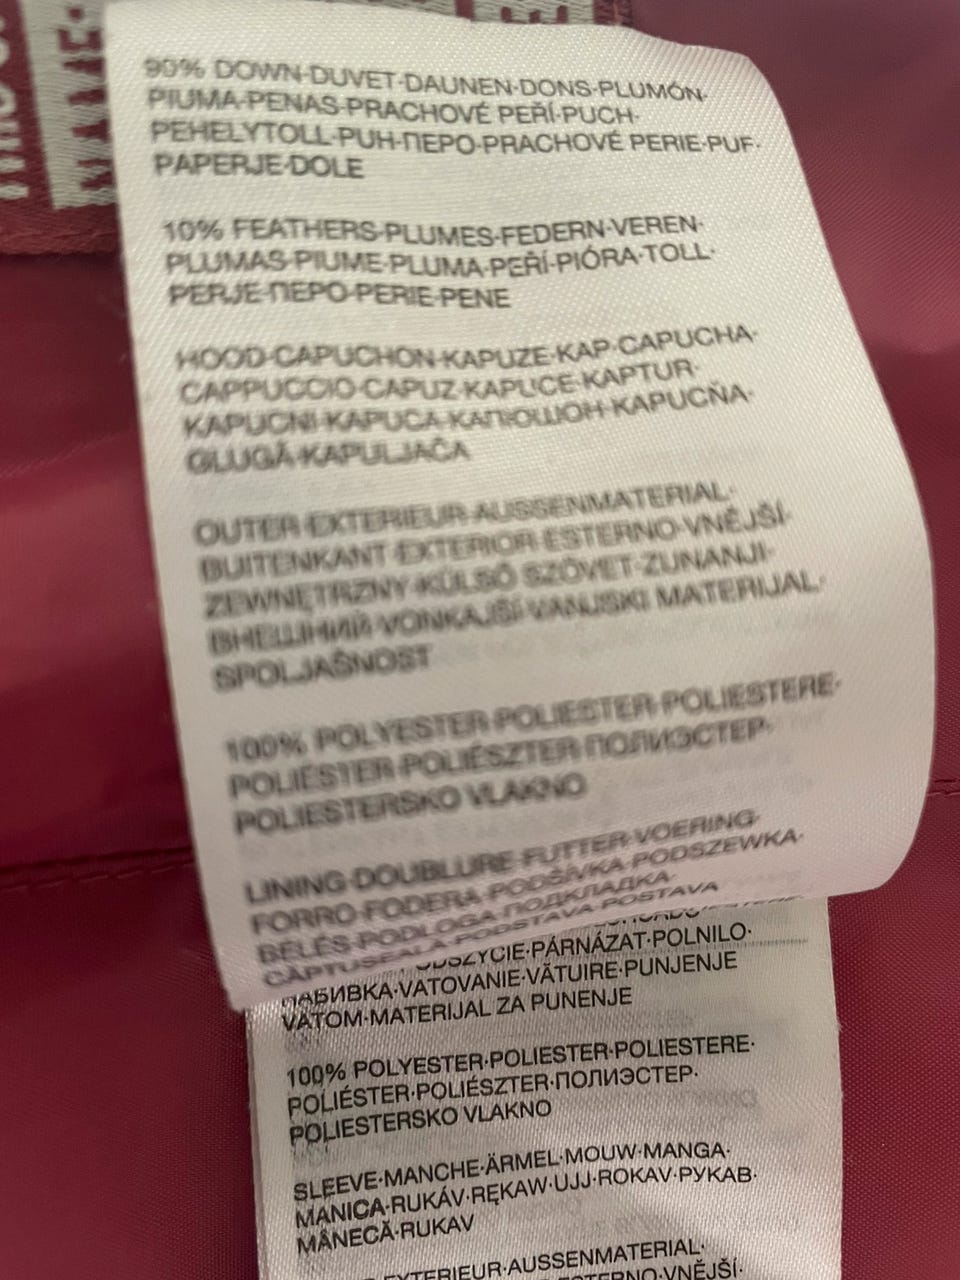 90% DOWN·DUVET·DAUNEN·DONS·PLUMÓN·
PIUMA·PENAS·PRACHOVÉ PEŘÍ·PUCH·
PEHELYTOLL·PUH·ПЕРО·PRACHOVÉ PERIE·PUF·
PAPERJE·DOLE
10% FEATHERS·PLUMES·FEDERN·VEREN·
PLUMAS·PIUME·PLUMA·PEŘÍ·PIÓRA·TOLL·
PERJE·ПЕРО·PERIE·PENE
HOOD·CAPUCHON·KAPUZE·KAP·CAPUCHA·
CAPPUCCIO·CAPUZ·KAPUCE·KAPTUR·
KAPUCNI·KAPUCA·КАПЮШОН·KAPUCŇA·
GLUGĂ·KAPULJAČA
OUTER·EXTERIEUR·AUSSENMATERIAL·
BUITENKANT·EXTERIOR·ESTERNO·VNĚJŠÍ·
ZEWNĘTRZNY·KÜLSŐ SZÖVET·ZUNANJI·
ВНЕШНИЙ·VONKAJŠÍ·VANJSKI MATERIJAL·
SPOLJAŠNOST
100% POLYESTER·POLIESTER·POLIESTERE·
POLIÉSTER·POLIÉSZTER·ПОЛИЭСТЕР·
POLIESTERSKO VLAKNO
LINING·DOUBLURE·FUTTER·VOERING·
FORRO·FODERA·PODŠÍVKA·PODSZEWKA·
BÉLÉS·PODLOGA·ПОДКЛАДКА·
CĂPTUȘEALĂ·PODSTAVA·POSTAVA
PÁRNÁZAT·POLNILO·
НАБИВКА·VATOVANIE·VĂTUIRE·PUNJENJE
VATOM·MATERIJAL ZA PUNENJE
100% POLYESTER·POLIESTER·POLIESTERE·
POLIÉSTER·POLIÉSZTER·ПОЛИЭСТЕР·
POLIESTERSKO VLAKNO
SLEEVE·MANCHE·ÄRMEL·MOUW·MANGA·
MANICA·RUKÁV·RĘKAW·UJJ·ROKAV·РУКАВ·
MÂNECĂ·RUKAV
EXTERIEUR·AUSSENMATERIAL·
VNĚJŠÍ·